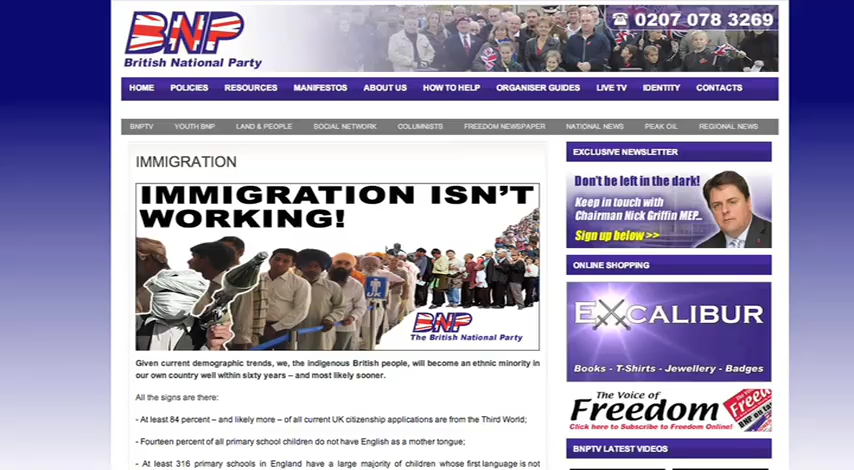 BNP
British National Party
0207 078 3269
HOME POLICIES RESOURCES MANIFESTOS ABOUT US HOW TO HELP ORGANISER GUIDES LIVE TV IDENTITY CONTACTS
BNPTV YOUTH BNP LAND & PEOPLE SOCIAL NETWORK COLUMNISTS FREEDOM NEWSPAPER NATIONAL NEWS PEAK OIL REGIONAL NEWS
IMMIGRATION
IMMIGRATION ISN'T
WORKING!
UK
BNP
The British National Party
Given current demographic trends, we, the indigenous British people, will become an ethnic minority in
our own country well within sixty years – and most likely sooner.
All the signs are there:
- At least 84 percent – and likely more – of all current UK citizenship applications are from the Third World;
- Fourteen percent of all primary school children do not have English as a mother tongue;
- At least 316 primary schools in England have a large majority of children whose first language is not
EXCLUSIVE NEWSLETTER
Don't be left in the dark!
Keep in touch with
Chairman Nick Griffin MEP...
Sign up below >>
ONLINE SHOPPING
EXCALIBUR
Books - T-Shirts - Jewellery - Badges
The Voice of
Freedom
Click here to Subscribe to Freedom Online!
BNPTV LATEST VIDEOS